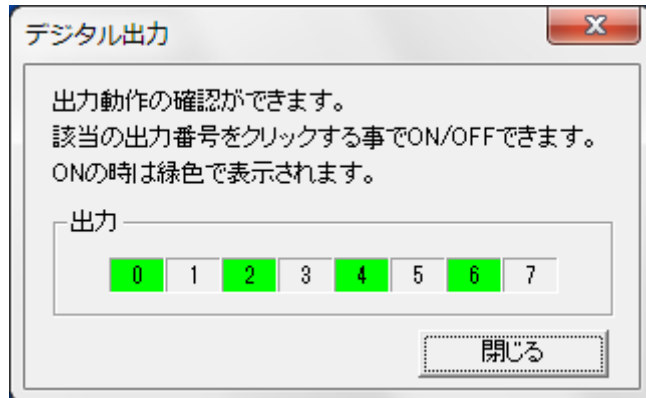 デジタル出力
出力動作の確認ができます。
該当の出力番号をクリックする事でON/OFFできます。
ONの時は緑色で表示されます。
出力
0 1 2 3 4 5 6 7
閉じる